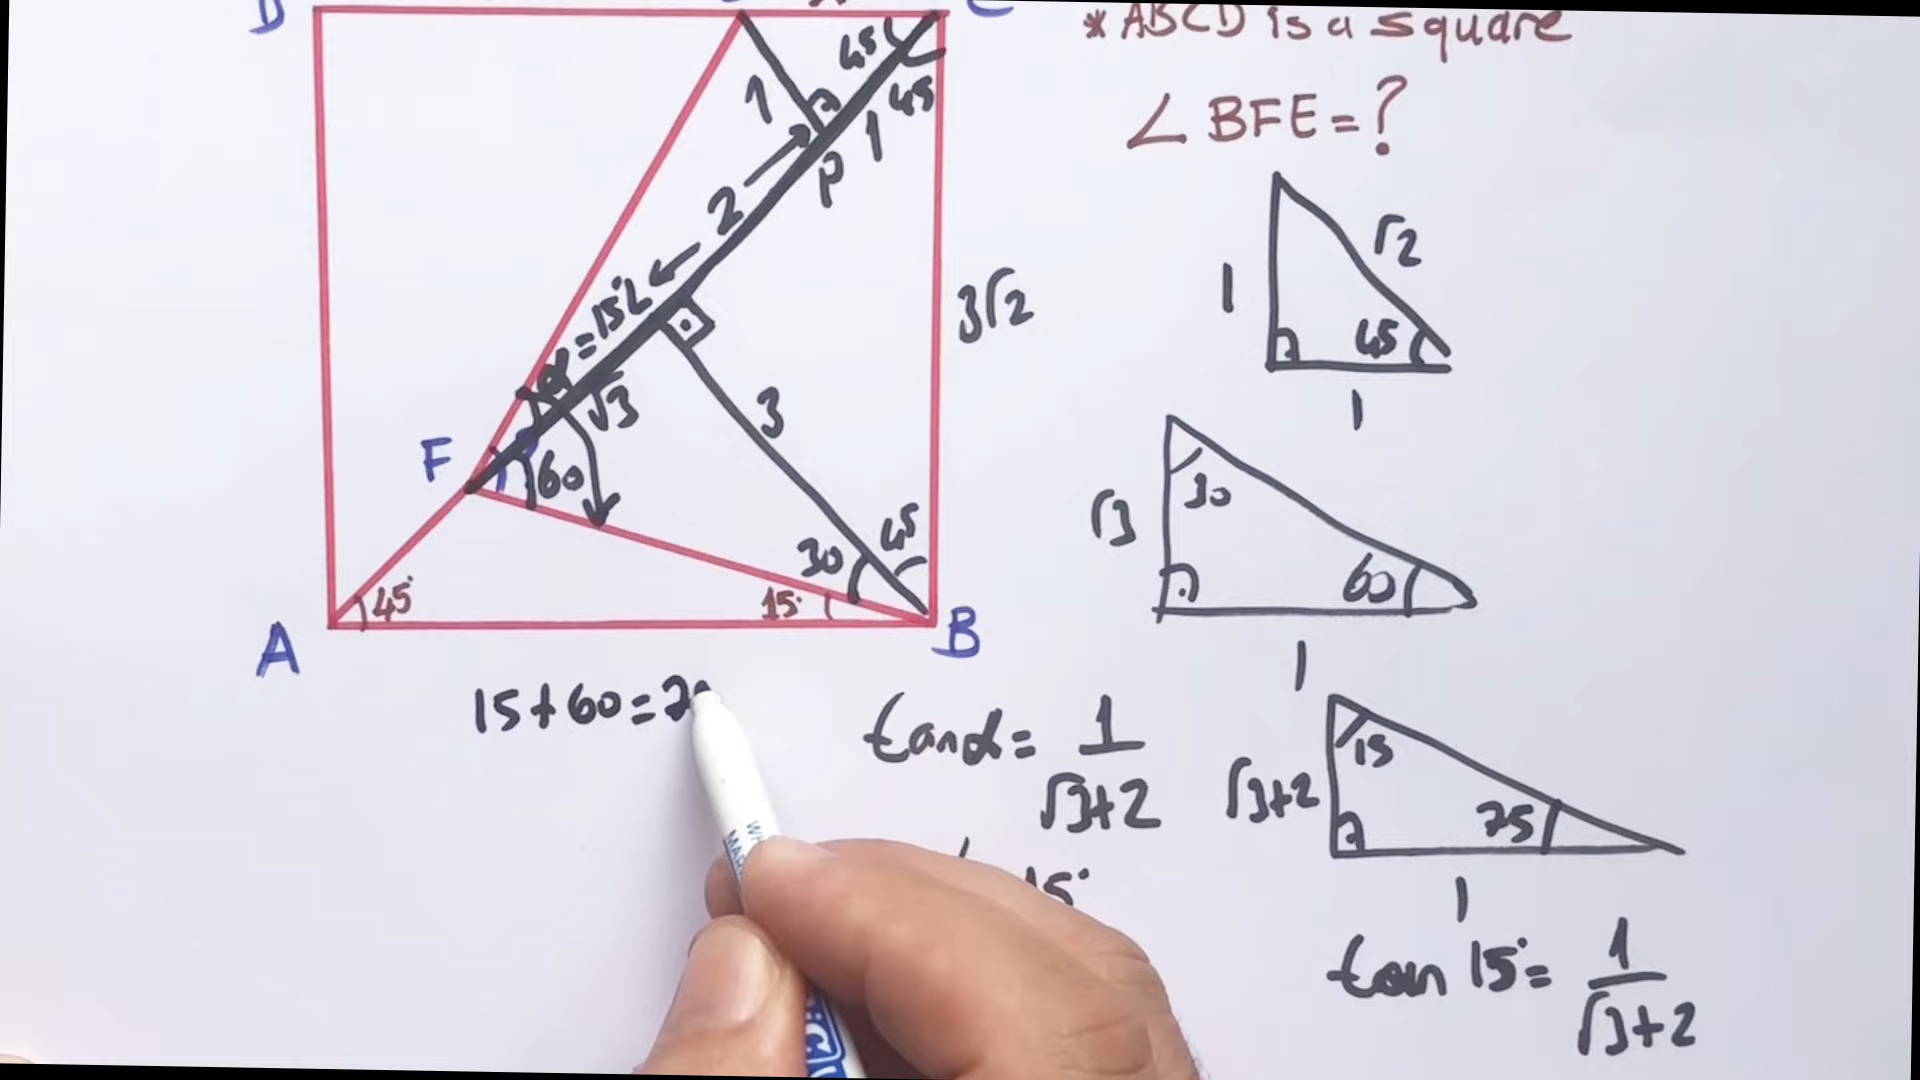 *ABCD is a square
∠BFE=?
D
45
45
1
1
P
2
α=15°
√3
3
3√2
F
60
30
45
45°
15°
A
B
15+60=
√2
1
45
1
30
√3
60
1
tanα= 1/√3+2
15
√3+2
75
1
tan 15°= 1/√3+2